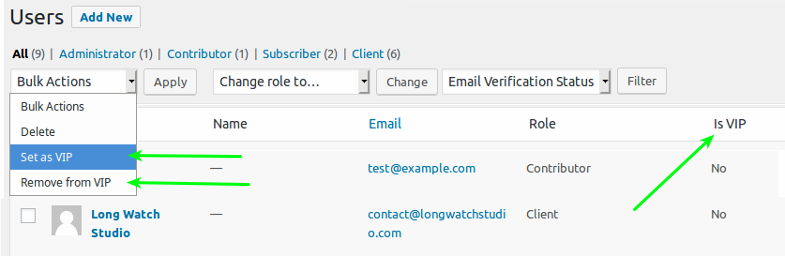 Users Add New
All (9) | Administrator (1) | Contributor (1) | Subscriber (2) | Client (6)
Bulk Actions Apply Change role to... Change Email Verification Status Filter
Bulk Actions
Delete
Set as VIP
Remove from VIP
Name Email Role Is VIP
— test@example.com Contributor No
Long Watch — contact@longwatchstudi Client No
Studio o.com